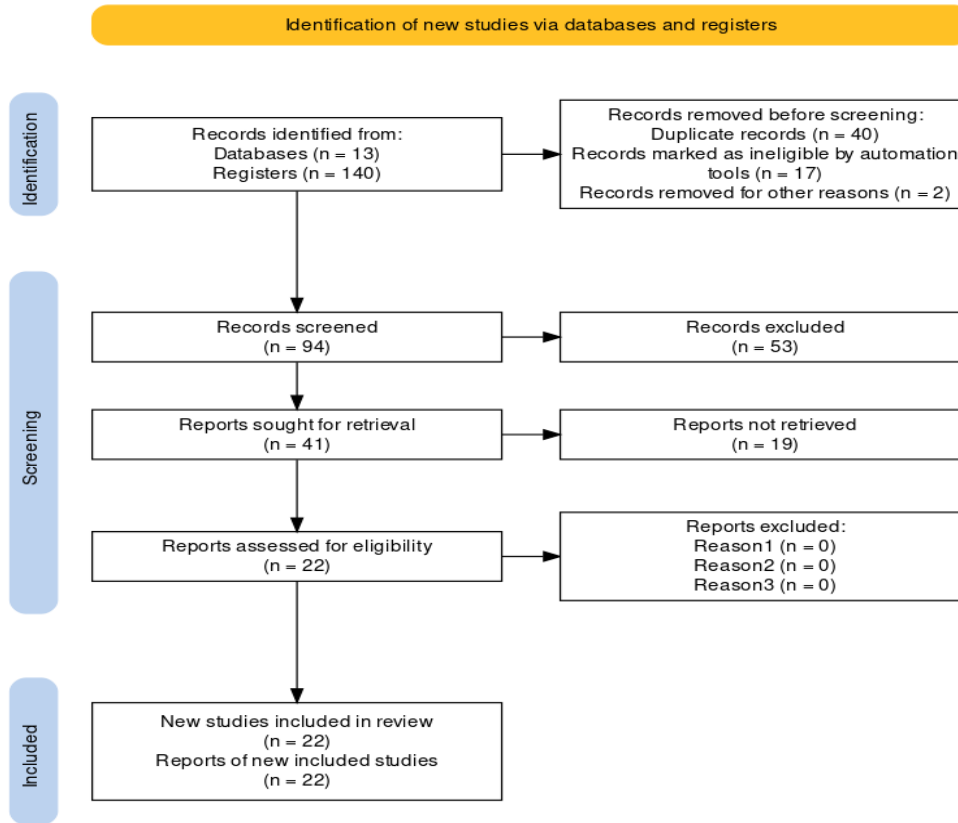 Identification of new studies via databases and registers
Identification
Records identified from:
Databases (n = 13)
Registers (n = 140)
Records removed before screening:
Duplicate records (n = 40)
Records marked as ineligible by automation
tools (n = 17)
Records removed for other reasons (n = 2)
Screening
Records screened
(n = 94)
Records excluded
(n = 53)
Reports sought for retrieval
(n = 41)
Reports not retrieved
(n = 19)
Reports assessed for eligibility
(n = 22)
Reports excluded:
Reason1 (n = 0)
Reason2 (n = 0)
Reason3 (n = 0)
Included
New studies included in review
(n = 22)
Reports of new included studies
(n = 22)